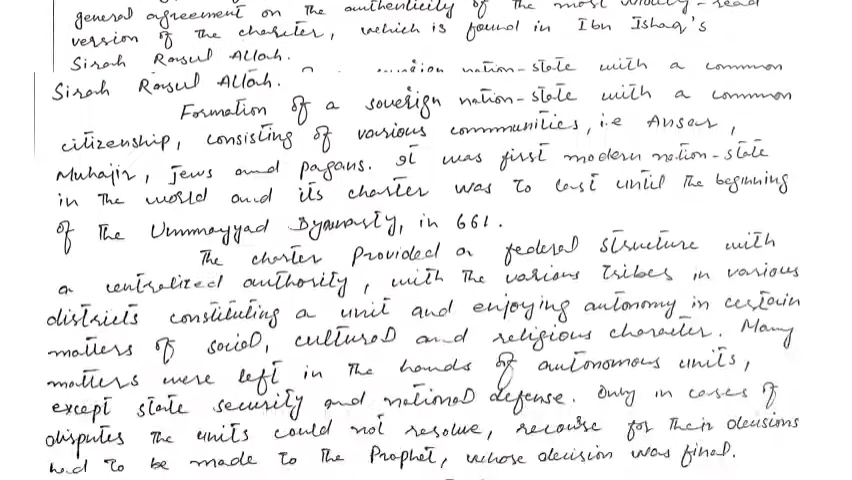 general agreement on the authenticity of the most widely-read
version of the charter, which is found in Ibn Ishaq's
Sirah Rasul Allah.
nation-state with a common
Sirah Rasul Allah.
Formation of a soverign nation-state with a common
citizenship, consisting of various communities, i.e Ansar,
Muhajir, Jews and pagans. It was first modern nation-state
in the world and its charter was to last until the beginning
of the Ummayyad Dynasty, in 661.
The charter provided a federal structure with
a centralized authority, with the various tribes in various
districts constituting a unit and enjoying autonomy in certain
matters of social, cultural and religious character. Many
matters were left in the hands of autonomous units,
except state security and national defense. Only in cases of
disputes the units could not resolve, recourse for their decisions
had to be made to the Prophet, whose decision was final.